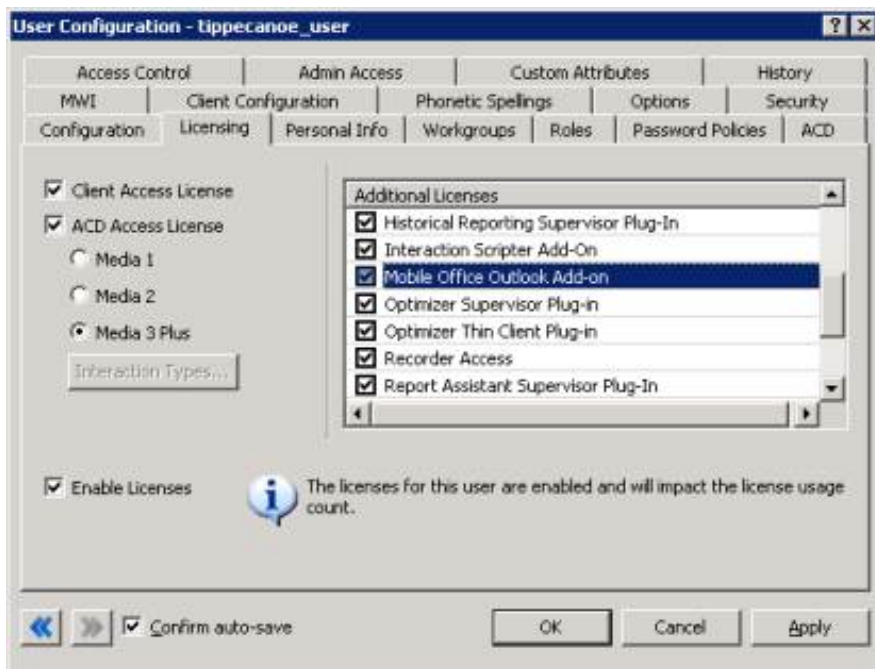 User Configuration - tippecanoe_user
Access Control Admin Access Custom Attributes History
MWI Client Configuration Phonetic Spellings Options Security
Configuration Licensing Personal Info Workgroups Roles Password Policies ACD
Client Access License
ACD Access License
Media 1
Media 2
Media 3 Plus
Interaction Types...
Additional Licenses
Historical Reporting Supervisor Plug-In
Interaction Scripter Add-On
Mobile Office Outlook Add-on
Optimizer Supervisor Plug-in
Optimizer Thin Client Plug-in
Recorder Access
Report Assistant Supervisor Plug-In
Enable Licenses
The licenses for this user are enabled and will impact the license usage
count.
Confirm auto-save
OK Cancel Apply